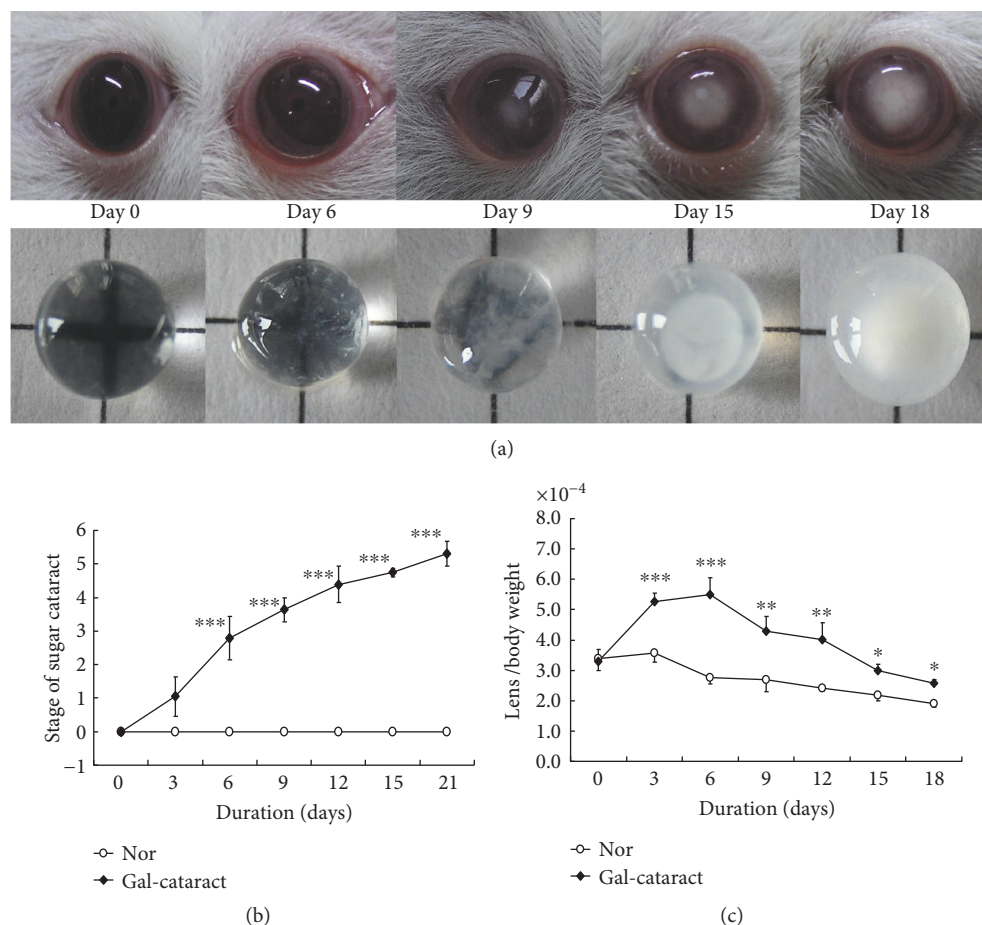 Day 0 Day 6 Day 9 Day 15 Day 18
(a)
Stage of sugar cataract
6
5
4
3
2
1
0
−1
*** *** *** *** ***
0 3 6 9 12 15 21
Duration (days)
Nor
Gal-cataract
(b)
×10−4
Lens /body weight
8.0
7.0
6.0
5.0
4.0
3.0
2.0
1.0
0.0
*** *** ** ** * *
0 3 6 9 12 15 18
Duration (days)
Nor
Gal-cataract
(c)